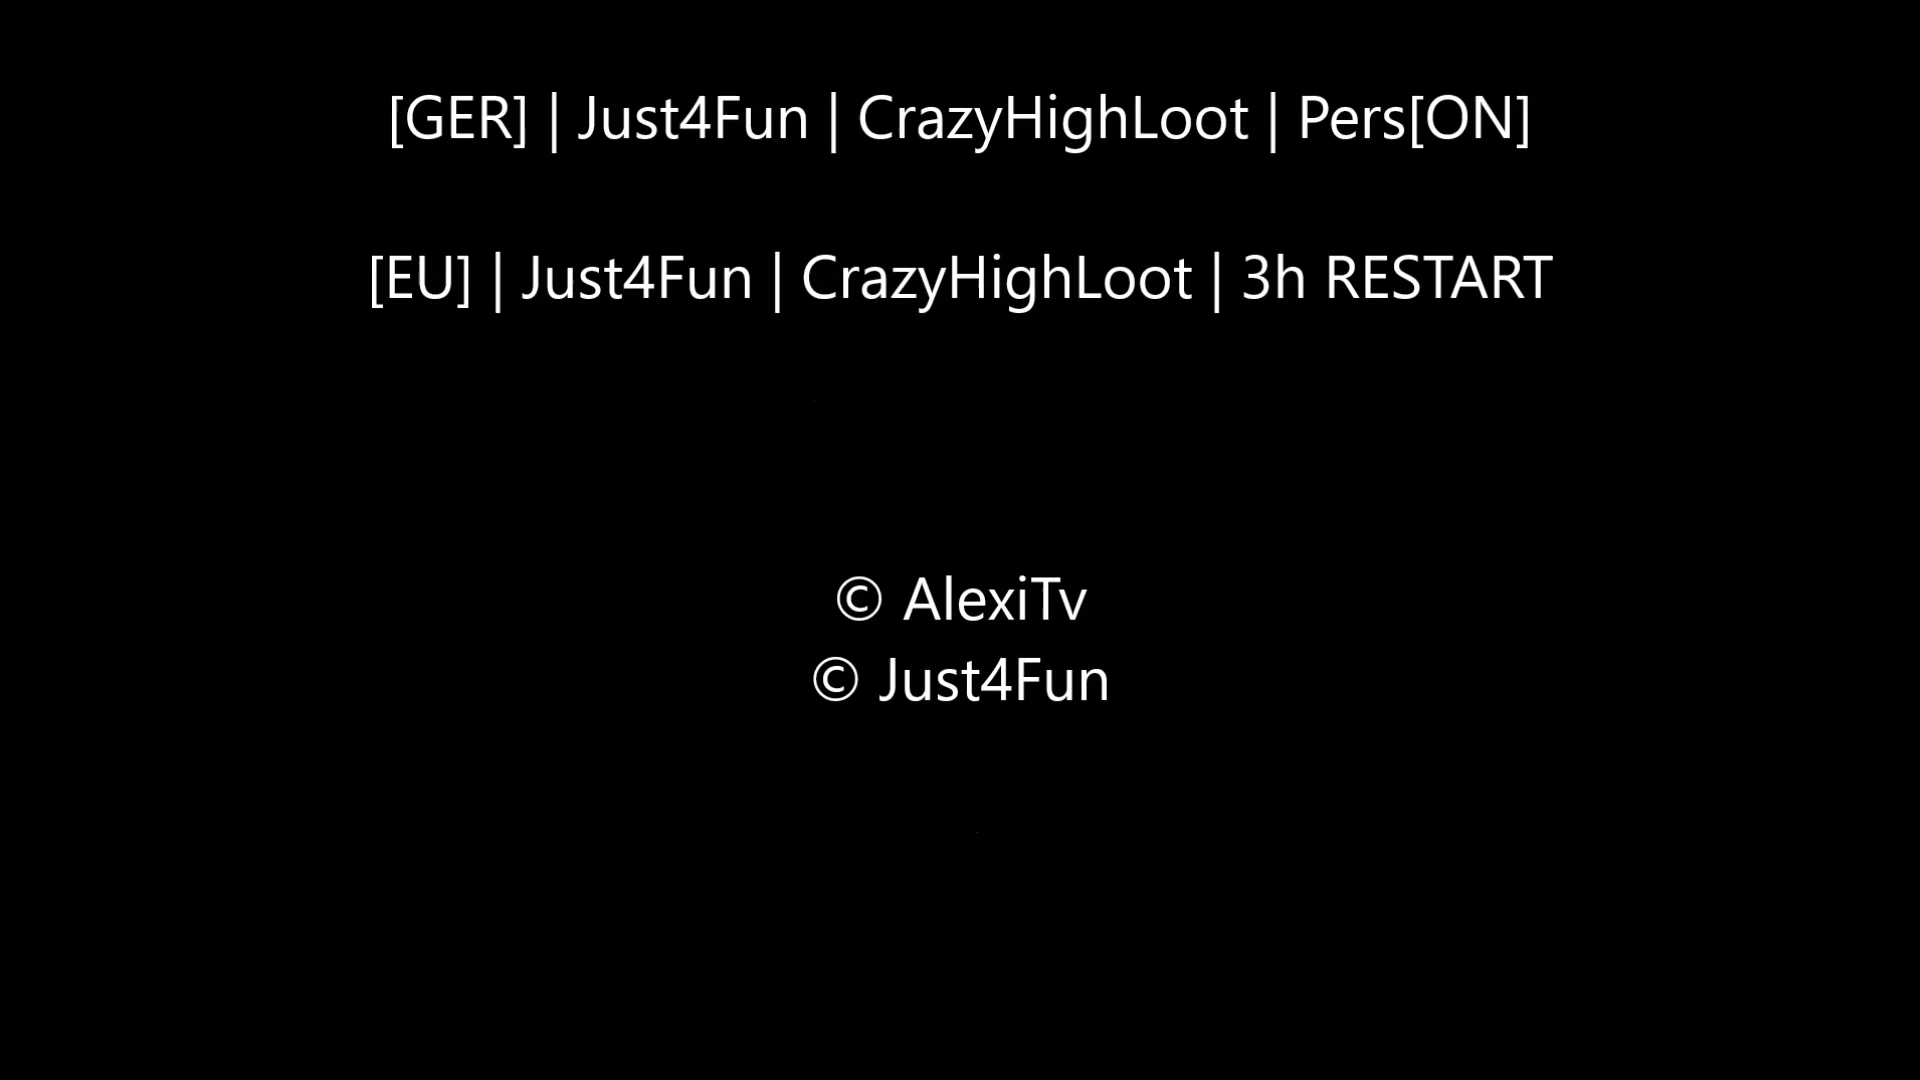 [GER] | Just4Fun | CrazyHighLoot | Pers[ON]
[EU] | Just4Fun | CrazyHighLoot | 3h RESTART
© AlexiTv
© Just4Fun